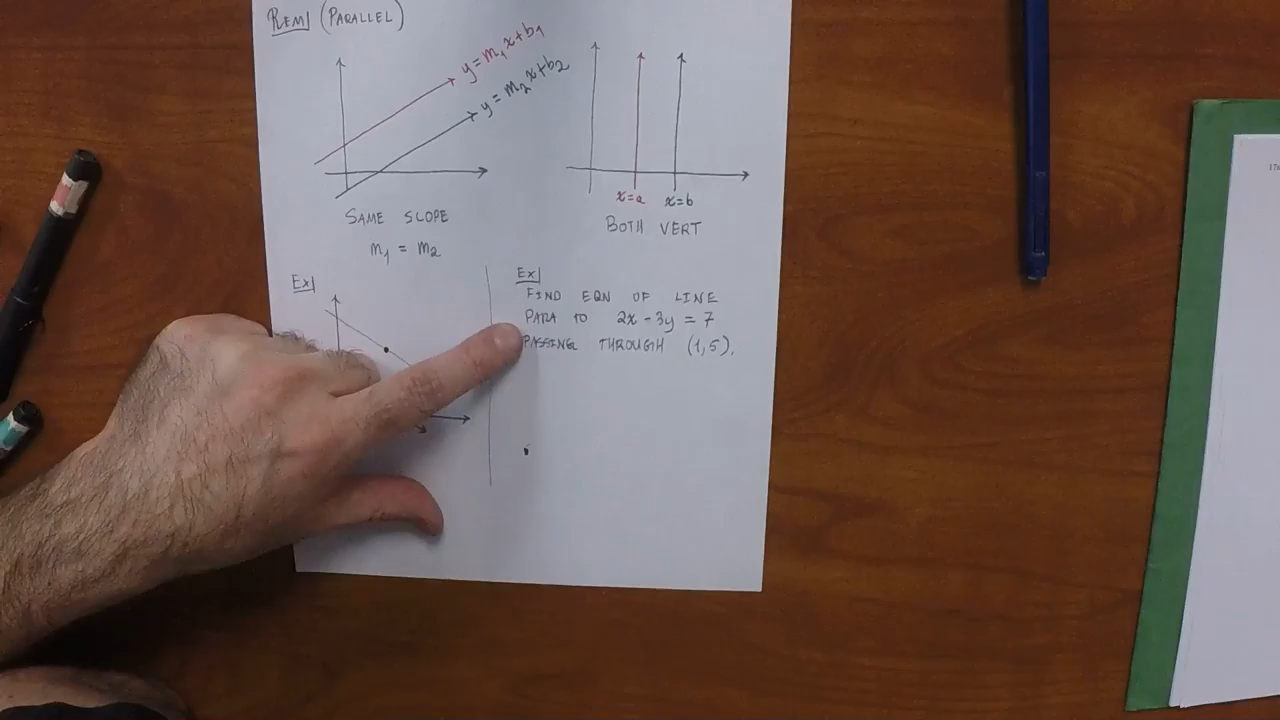 REM (PARALLEL)
y = m₁x + b₁
y = m₂x + b₂
x=a
x=b
SAME SLOPE
m₁ = m₂
BOTH VERT
Ex
Ex
FIND EQN OF LINE
PARA TO 2x - 3y = 7
PASSING THROUGH (1,5).